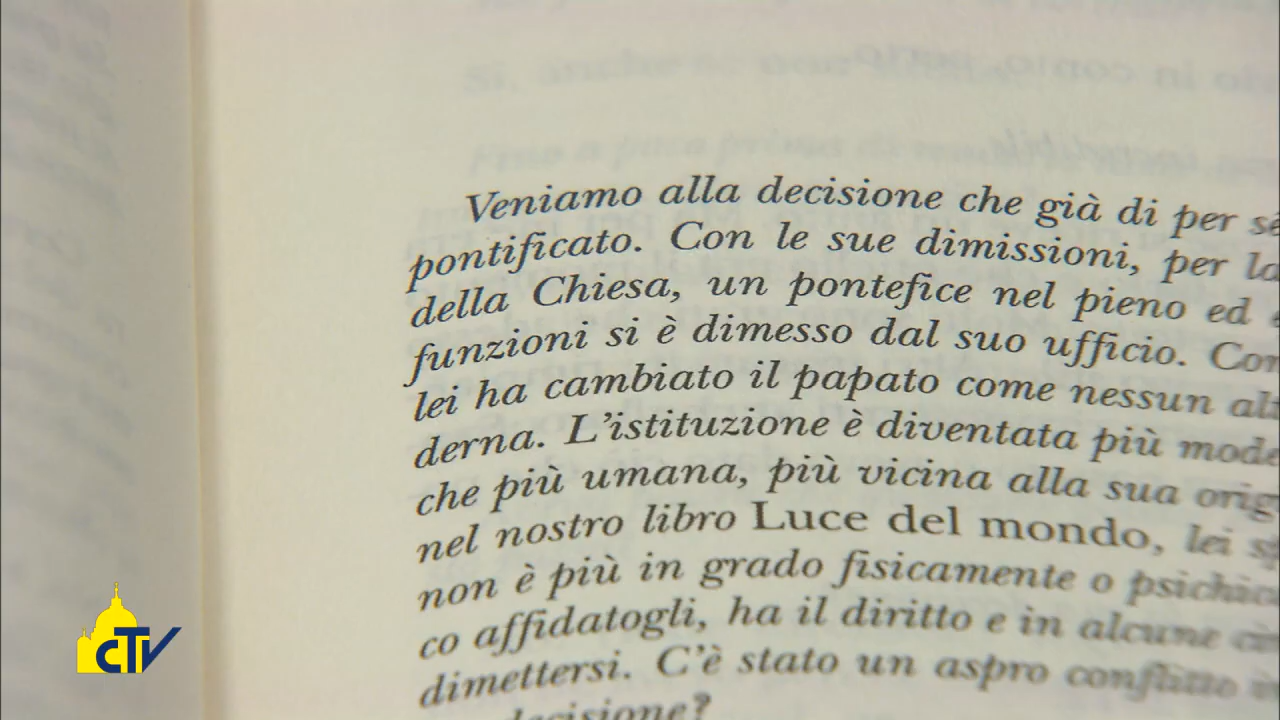 Veniamo alla decisione che già di per sé
pontificato. Con le sue dimissioni, per la
della Chiesa, un pontefice nel pieno ed
funzioni si è dimesso dal suo ufficio. Con
lei ha cambiato il papato come nessun alt
derna. L'istituzione è diventata più mode
che più umana, più vicina alla sua orig
nel nostro libro Luce del mondo, lei sp
non è più in grado fisicamente o psichic
co affidatogli, ha il diritto e in alcune ci
dimettersi. C'è stato un aspro conflitto
decisione?
CTV